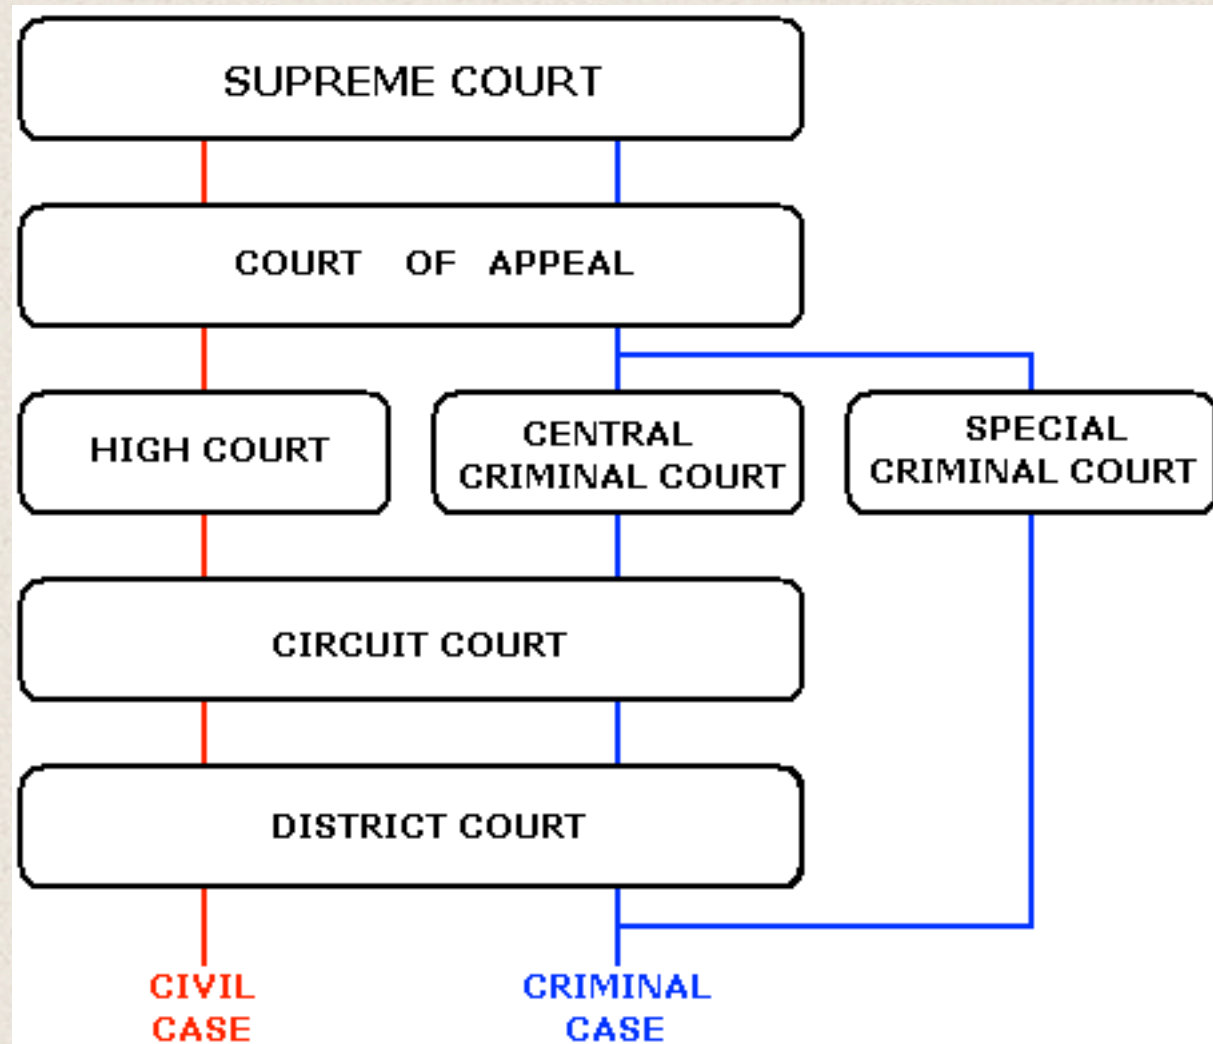 SUPREME COURT
COURT OF APPEAL
HIGH COURT
CENTRAL
CRIMINAL COURT
SPECIAL
CRIMINAL COURT
CIRCUIT COURT
DISTRICT COURT
CIVIL
CASE
CRIMINAL
CASE